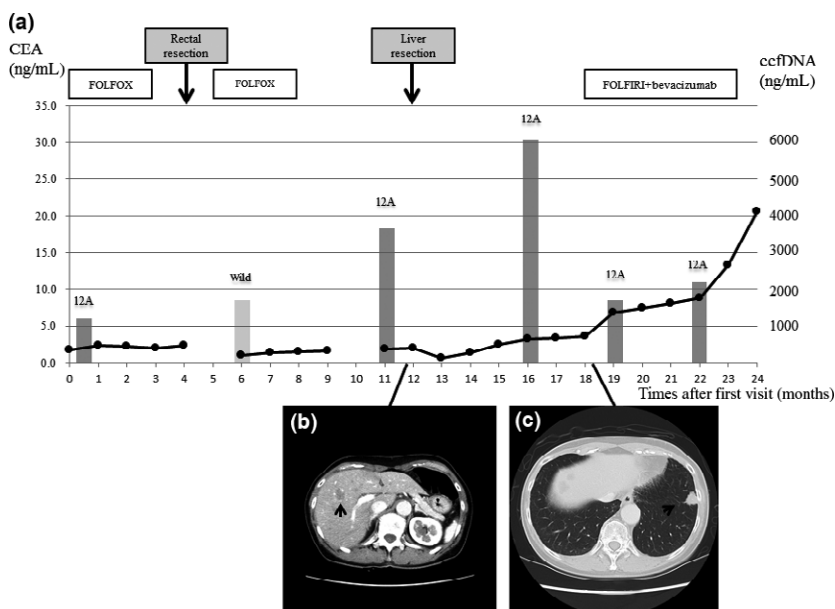 (a)
CEA
(ng/mL)
Rectal
resection
Liver
resection
ccfDNA
(ng/mL)
FOLFOX
FOLFOX
FOLFIRI+bevacizumab
35.0
30.0
25.0
20.0
15.0
10.0
5.0
0.0
12A
Wild
12A
12A
12A
12A
6000
5000
4000
3000
2000
1000
0 1 2 3 4 5 6 7 8 9 10 11 12 13 14 15 16 17 18 19 20 21 22 23 24
Times after first visit (months)
(b)
(c)